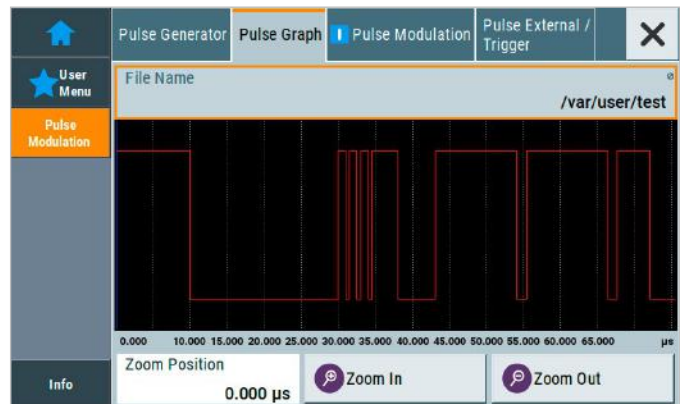 Pulse Generator
Pulse Graph
Pulse Modulation
Pulse External /
Trigger
User
Menu
Pulse
Modulation
File Name
/var/user/test
0.000 10.000 15.000 20.000 25.000 30.000 35.000 40.000 45.000 50.000 55.000 60.000 65.000 µs
Zoom Position
0.000 µs
Zoom In
Zoom Out
Info